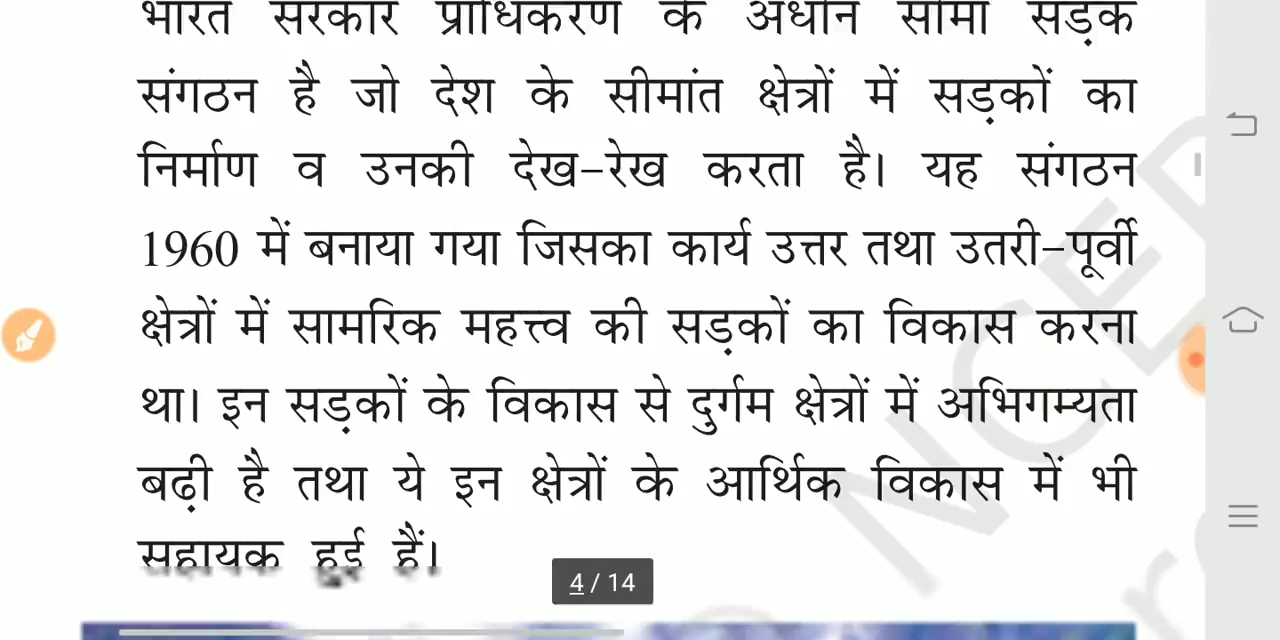 भारत सरकार प्राधिकरण के अधीन सीमा सड़क
संगठन है जो देश के सीमांत क्षेत्रों में सड़कों का
निर्माण व उनकी देख-रेख करता है। यह संगठन
1960 में बनाया गया जिसका कार्य उत्तर तथा उतरी-पूर्वी
क्षेत्रों में सामरिक महत्त्व की सड़कों का विकास करना
था। इन सड़कों के विकास से दुर्गम क्षेत्रों में अभिगम्यता
बढ़ी है तथा ये इन क्षेत्रों के आर्थिक विकास में भी
सहायक हुई हैं।
4 / 14